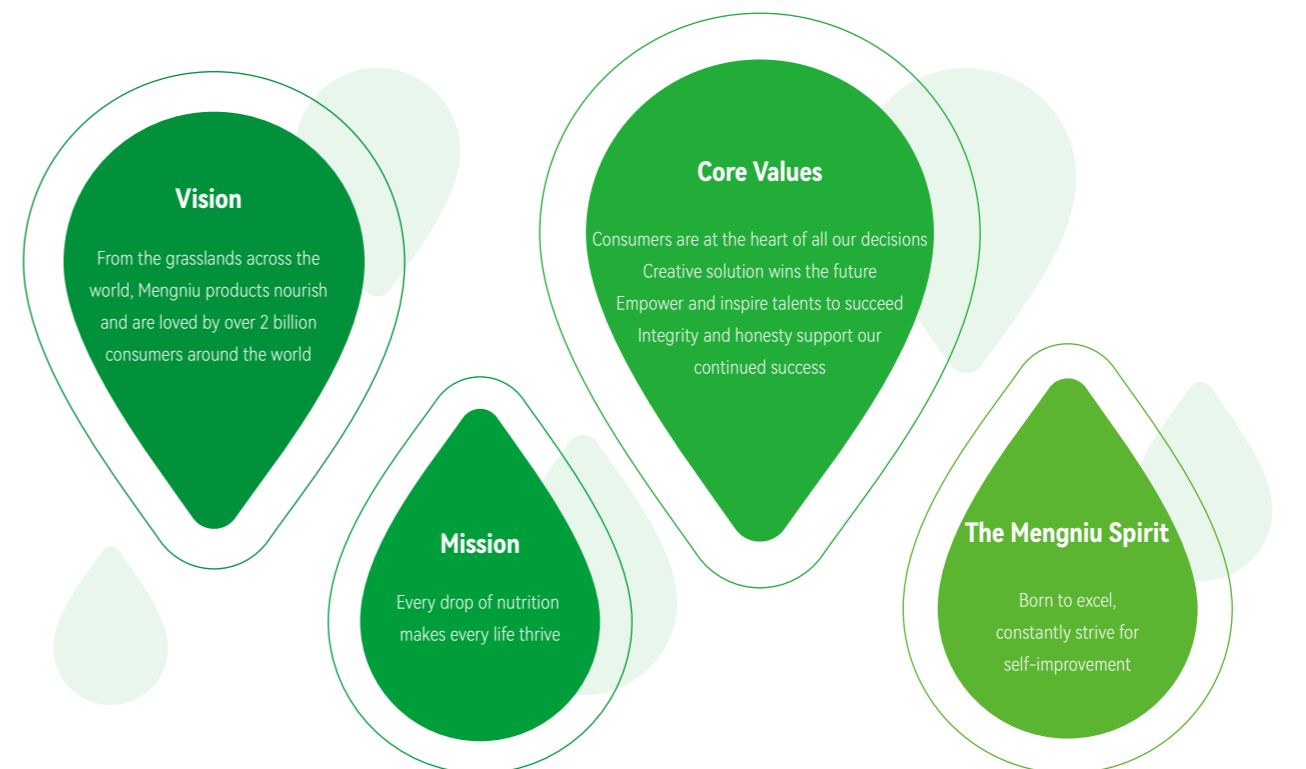 Vision
From the grasslands across the
world, Mengniu products nourish
and are loved by over 2 billion
consumers around the world
Mission
Every drop of nutrition
makes every life thrive
Core Values
Consumers are at the heart of all our decisions
Creative solution wins the future
Empower and inspire talents to succeed
Integrity and honesty support our
continued success
The Mengniu Spirit
Born to excel,
constantly strive for
self-improvement